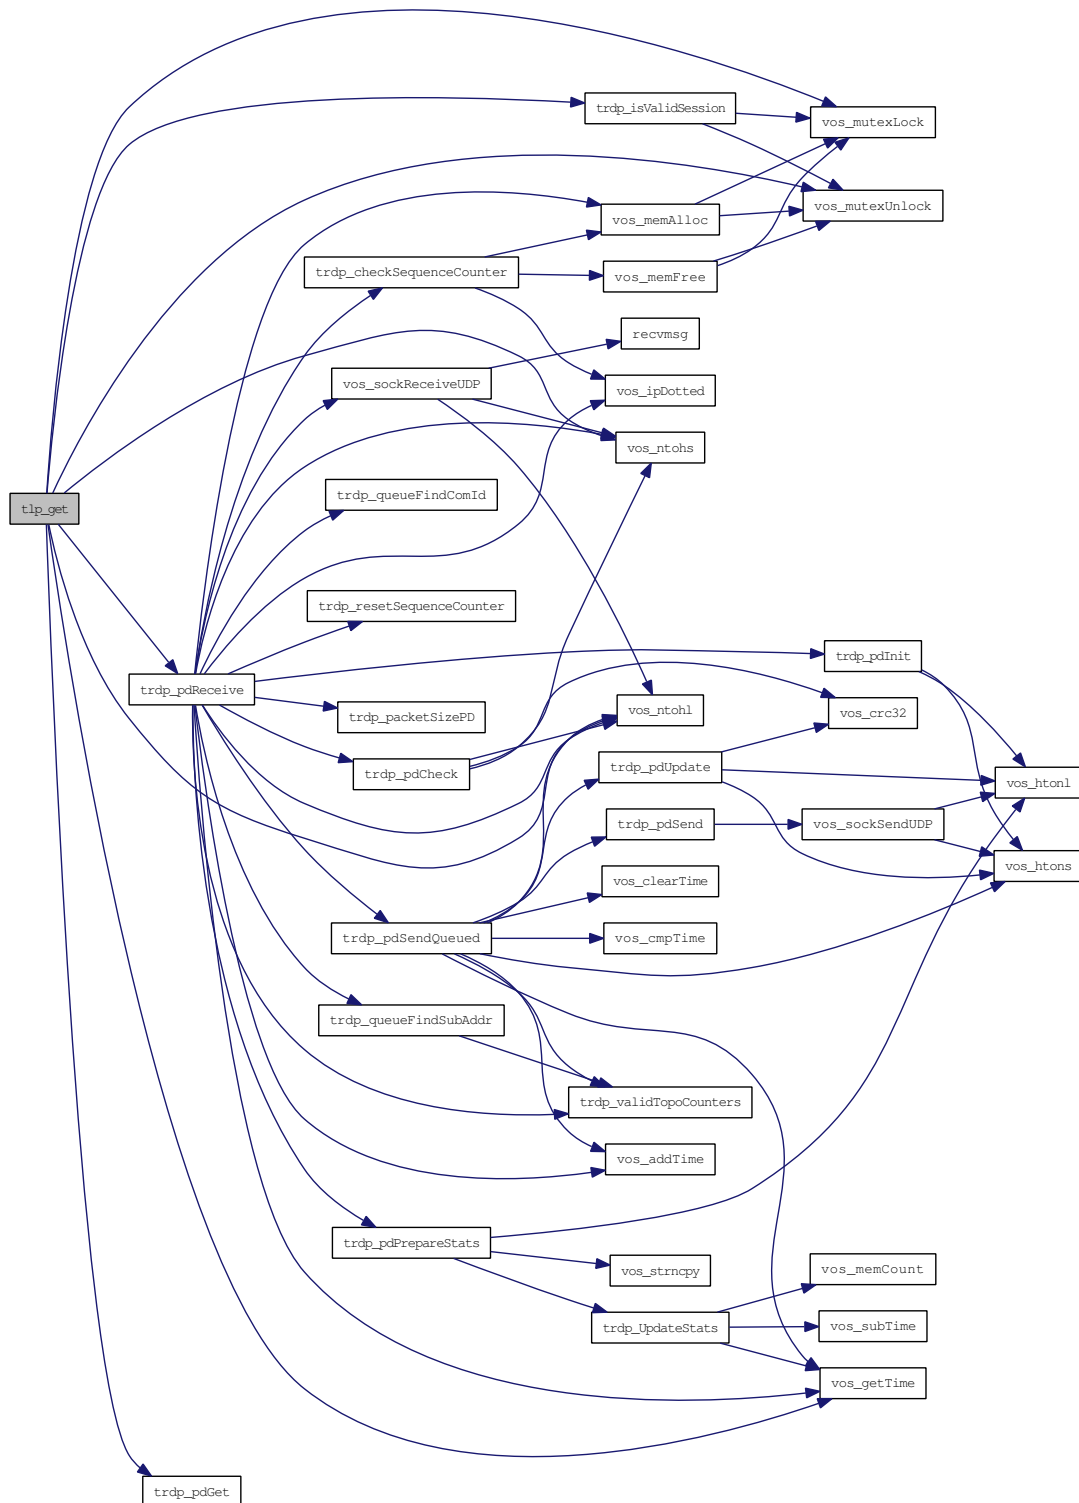 trdp_isValidSession
vos_mutexLock
vos_mutexUnlock
vos_memAlloc
trdp_checkSequenceCounter
vos_memFree
recvmsg
vos_sockReceiveUDP
vos_ipDotted
vos_ntohs
trdp_queueFindComId
tlp_get
trdp_resetSequenceCounter
trdp_pdInit
trdp_pdReceive
trdp_packetSizePD
vos_ntohl
vos_crc32
trdp_pdCheck
trdp_pdUpdate
vos_htonl
trdp_pdSend
vos_sockSendUDP
vos_htons
vos_clearTime
trdp_pdSendQueued
vos_cmpTime
trdp_queueFindSubAddr
trdp_validTopoCounters
vos_addTime
trdp_pdPrepareStats
vos_strncpy
vos_memCount
trdp_UpdateStats
vos_subTime
vos_getTime
trdp_pdGet